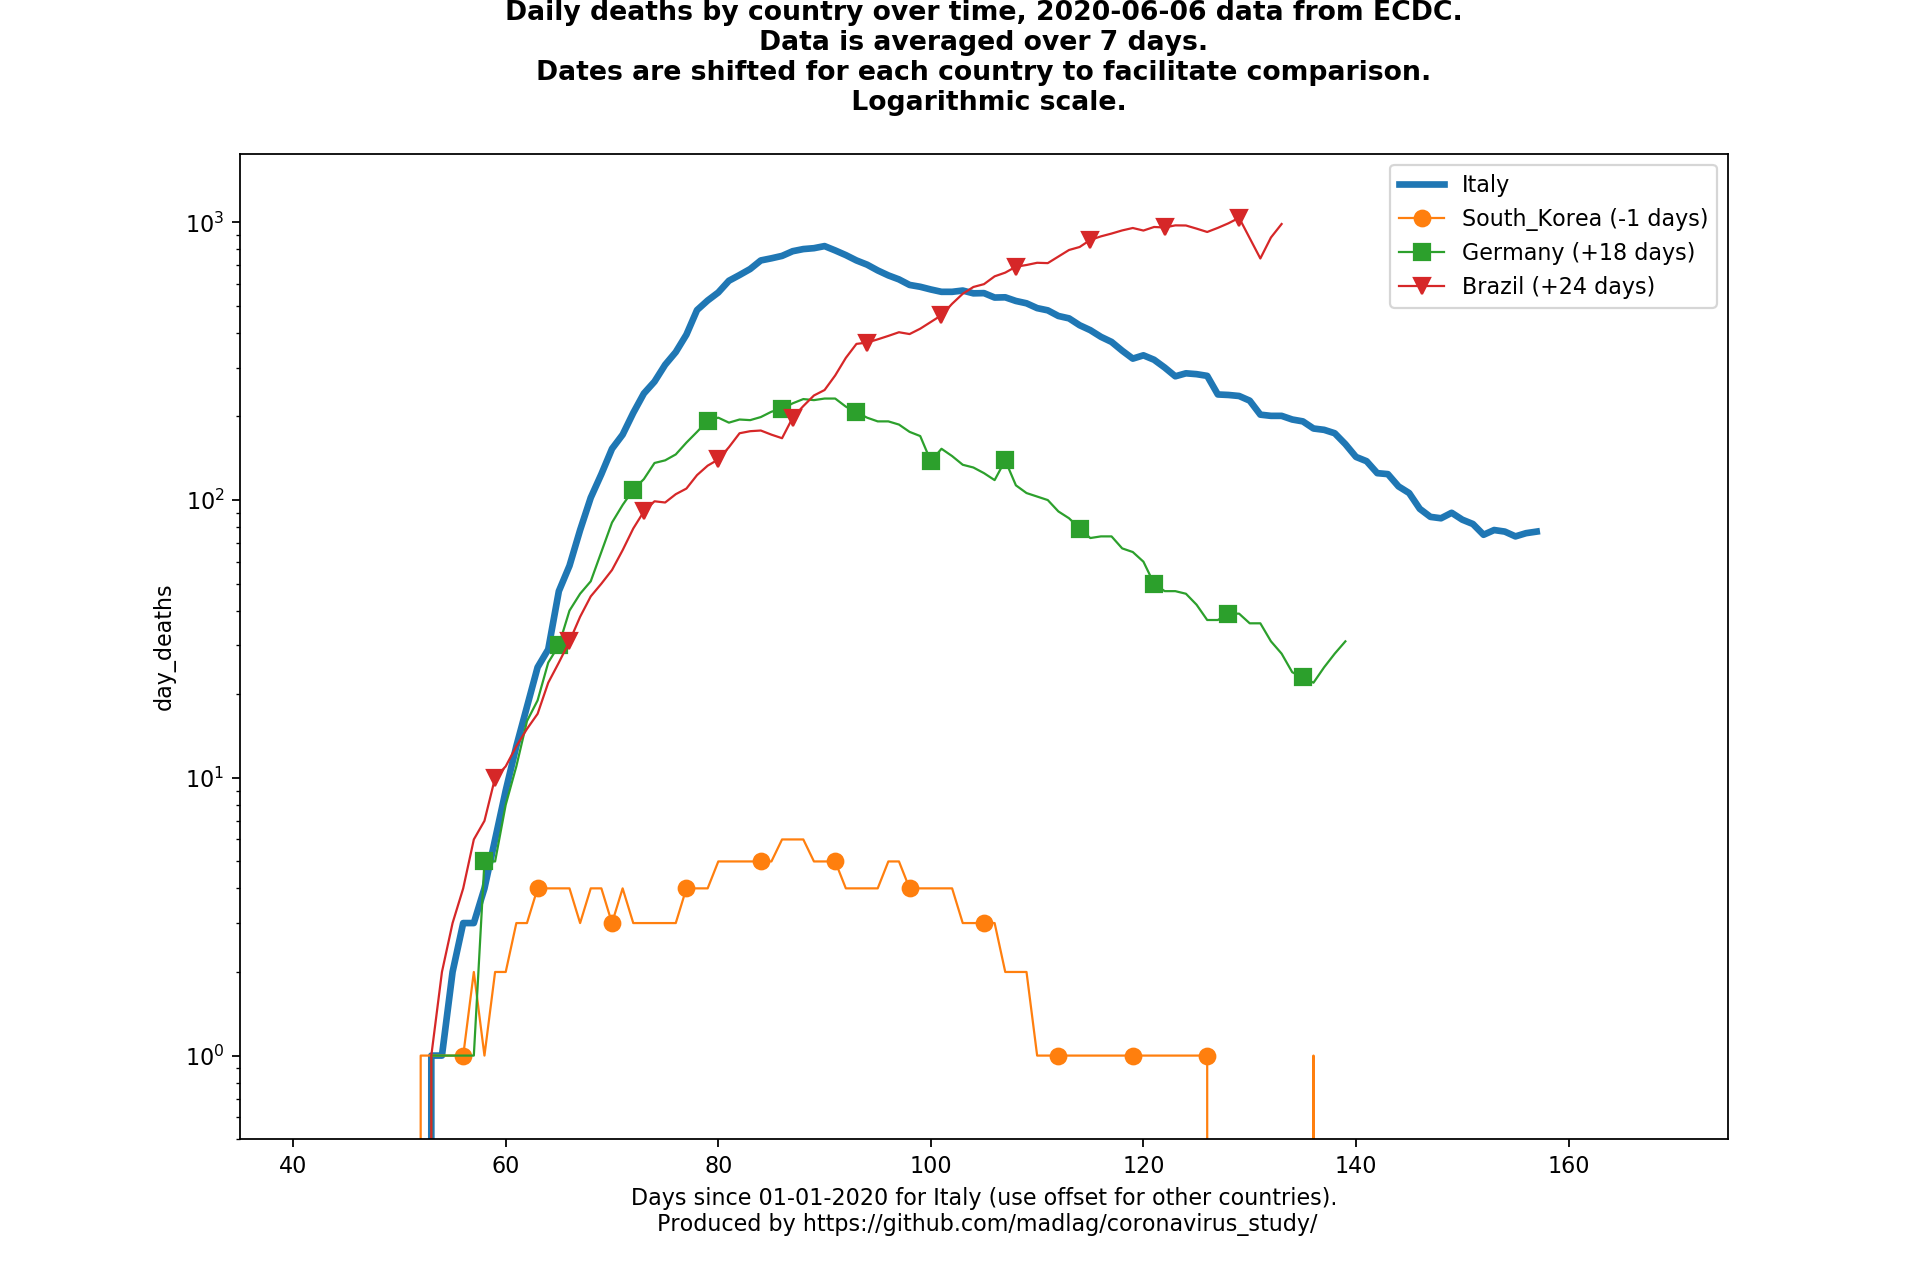 Daily deaths by country over time, 2020-06-06 data from ECDC.
Data is averaged over 7 days.
Dates are shifted for each country to facilitate comparison.
Logarithmic scale.
Italy
South_Korea (-1 days)
Germany (+18 days)
Brazil (+24 days)
10³
10²
10¹
10⁰
day_deaths
40 60 80 100 120 140 160
Days since 01-01-2020 for Italy (use offset for other countries).
Produced by https://github.com/madlag/coronavirus_study/